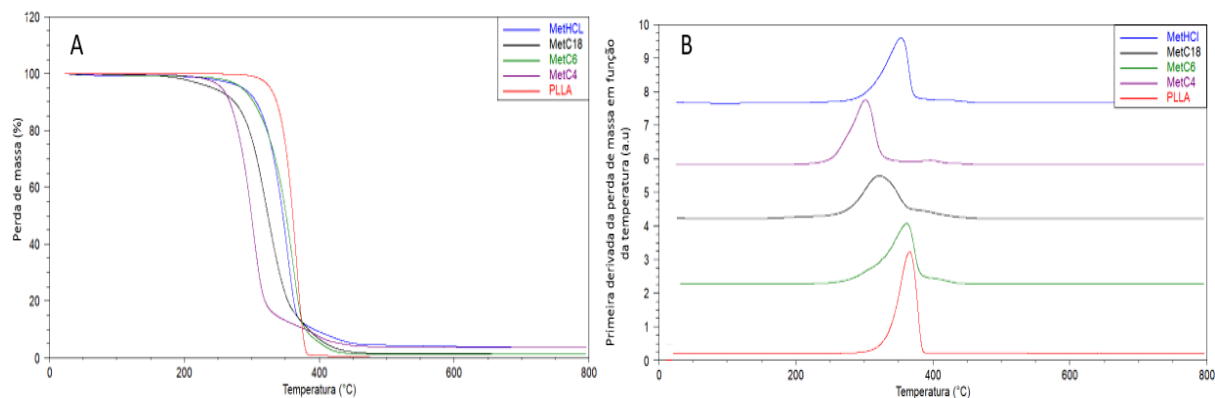 A
MetHCL
MetC18
MetC6
MetC4
PLLA
Perda de massa (%)
120
100
80
60
40
20
0
0
200
400
600
800
Temperatura (°C)
B
MetHCl
MetC18
MetC6
MetC4
PLLA
Primeira derivada da perda de massa em função
da temperatura (a.u)
10
9
8
7
6
5
4
3
2
1
0
0
200
400
600
800
Temperatura (°C)